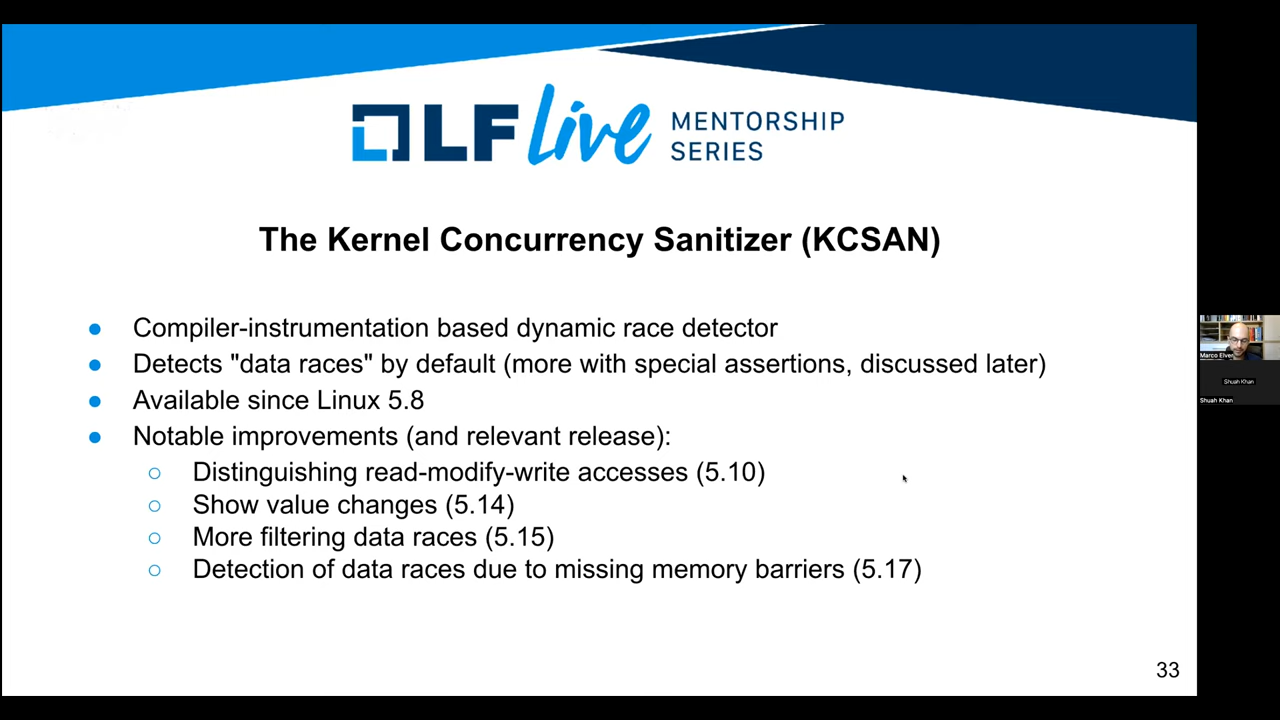 LF Live MENTORSHIP
SERIES
The Kernel Concurrency Sanitizer (KCSAN)
● Compiler-instrumentation based dynamic race detector
● Detects "data races" by default (more with special assertions, discussed later)
● Available since Linux 5.8
● Notable improvements (and relevant release):
○ Distinguishing read-modify-write accesses (5.10)
○ Show value changes (5.14)
○ More filtering data races (5.15)
○ Detection of data races due to missing memory barriers (5.17)
33
Marco Elver
Shuah Khan
Shuah Khan